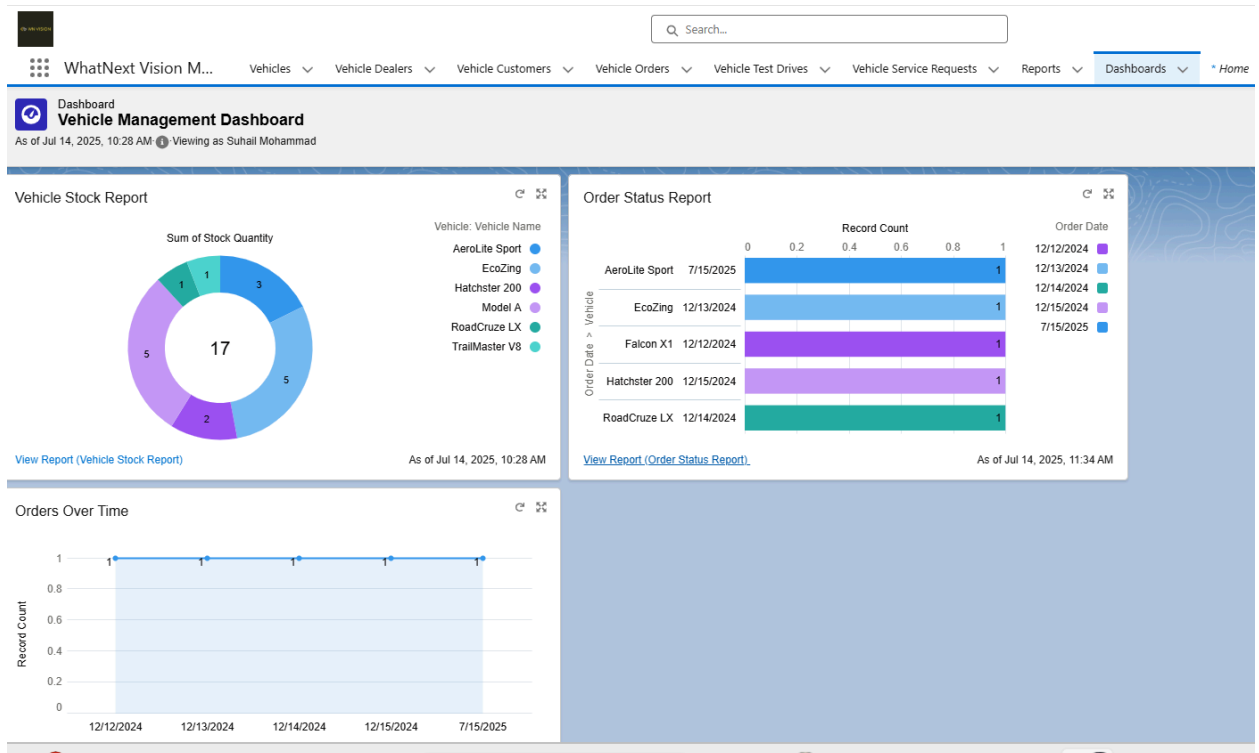 Search...
WhatNext Vision M...
Vehicles
Vehicle Dealers
Vehicle Customers
Vehicle Orders
Vehicle Test Drives
Vehicle Service Requests
Reports
Dashboards
* Home
Dashboard
Vehicle Management Dashboard
As of Jul 14, 2025, 10:28 AM Viewing as Suhail Mohammad
Vehicle Stock Report
Sum of Stock Quantity
Vehicle: Vehicle Name
AeroLite Sport
EcoZing
Hatchster 200
Model A
RoadCruze LX
TrailMaster V8
1
1
3
5
17
5
2
View Report (Vehicle Stock Report)
As of Jul 14, 2025, 10:28 AM
Order Status Report
Record Count
0 0.2 0.4 0.6 0.8 1
Order Date > Vehicle
AeroLite Sport 7/15/2025 1
EcoZing 12/13/2024 1
Falcon X1 12/12/2024 1
Hatchster 200 12/15/2024 1
RoadCruze LX 12/14/2024 1
Order Date
12/12/2024
12/13/2024
12/14/2024
12/15/2024
7/15/2025
View Report (Order Status Report)
As of Jul 14, 2025, 11:34 AM
Orders Over Time
Record Count
1
0.8
0.6
0.4
0.2
0
1 1 1 1 1
12/12/2024 12/13/2024 12/14/2024 12/15/2024 7/15/2025